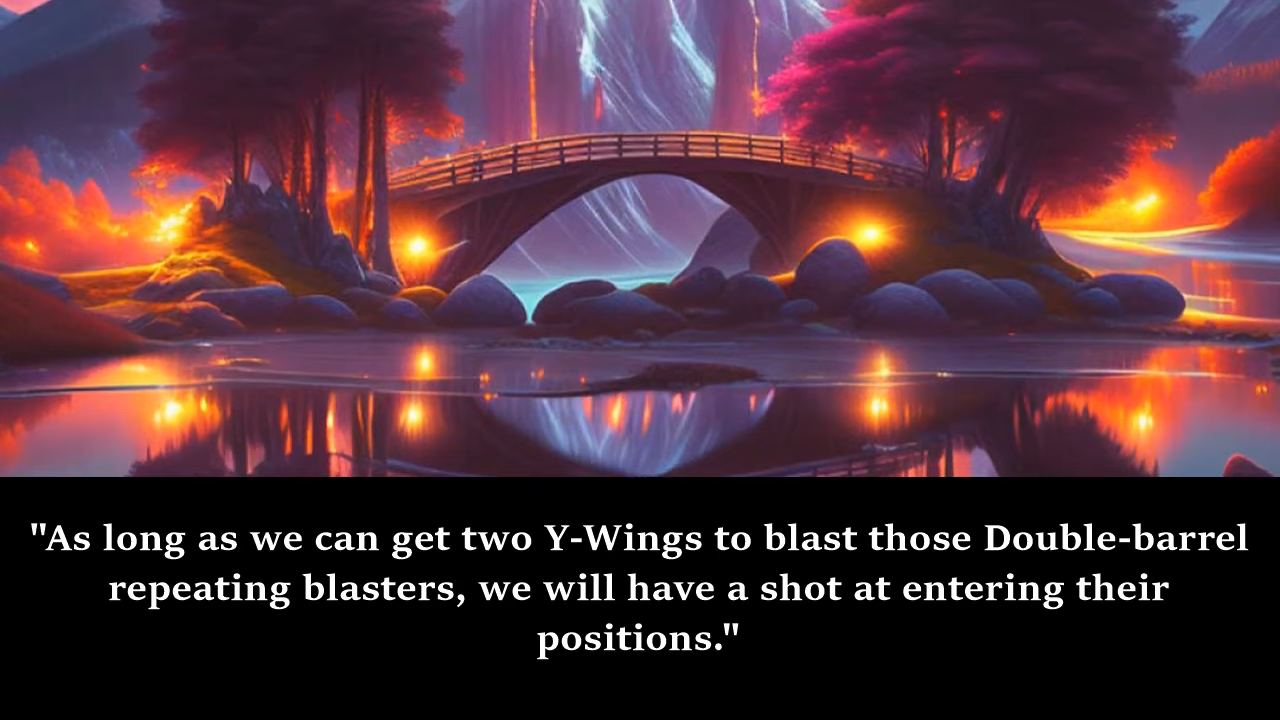 "As long as we can get two Y-Wings to blast those Double-barrel
repeating blasters, we will have a shot at entering their
positions."